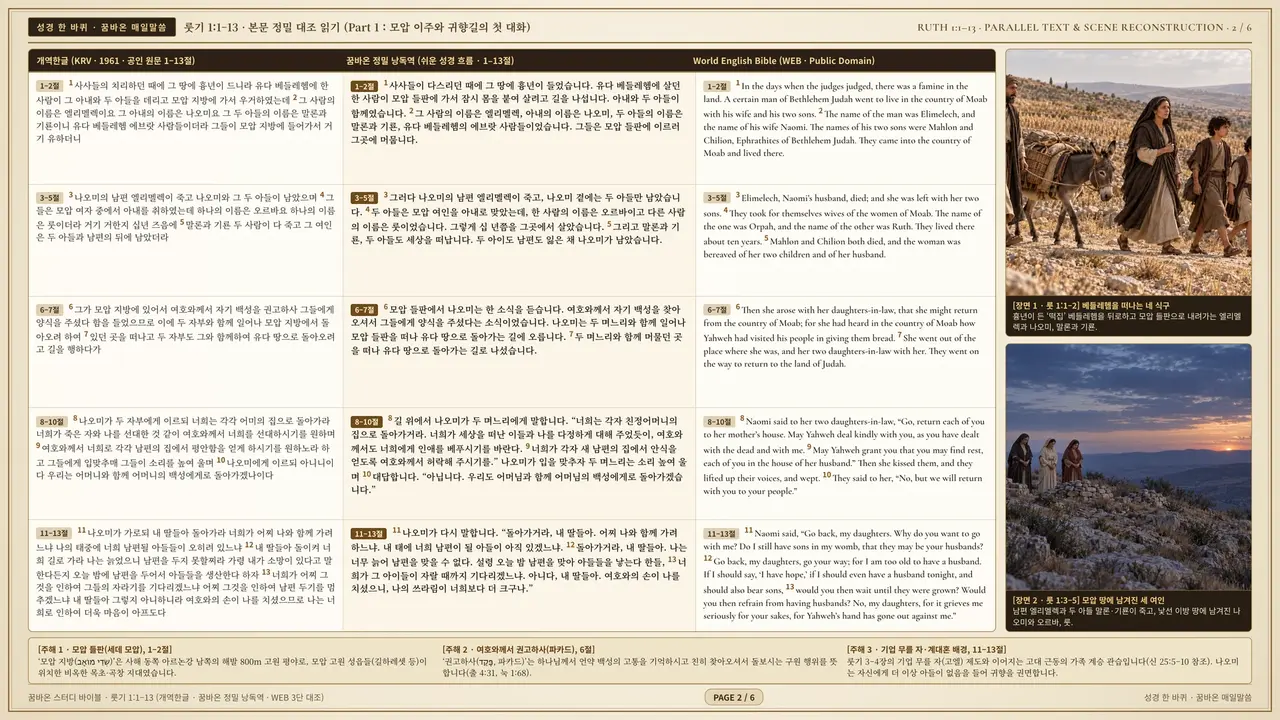 성경 한 바퀴 · 꿈바온 매일말씀
룻기 1:1–13 · 본문 정밀 대조 읽기 (Part 1 : 모압 이주와 귀향길의 첫 대화)
RUTH 1:1–13 · PARALLEL TEXT & SCENE RECONSTRUCTION · 2 / 6
개역한글 (KRV · 1961 · 공인 원문 1–13절)
1–2절 1 사사들의 치리하던 때에 그 땅에 흉년이 드니라 유다 베들레헴에 한
사람이 그 아내와 두 아들을 데리고 모압 지방에 가서 우거하였는데 2 그 사람의
이름은 엘리멜렉이요 그 아내의 이름은 나오미요 그 두 아들의 이름은 말론과
기룐이니 유다 베들레헴 에브랏 사람들이더라 그들이 모압 지방에 들어가서 거
기 유하더니
3–5절 3 나오미의 남편 엘리멜렉이 죽고 나오미와 그 두 아들이 남았으며 4 그
들은 모압 여자 중에서 아내를 취하였는데 하나의 이름은 오르바요 하나의 이름
은 룻이더라 거기 거한지 십년 즈음에 5 말론과 기룐 두 사람이 다 죽고 그 여인
은 두 아들과 남편의 뒤에 남았더라
6–7절 6 그가 모압 지방에 있어서 여호와께서 자기 백성을 권고하사 그들에게
양식을 주셨다 함을 들었으므로 이에 두 자부와 함께 일어나 모압 지방에서 돌
아오려 하여 7 있던 곳을 떠나고 두 자부도 그와 함께하여 유다 땅으로 돌아오려
고 길을 행하다가
8–10절 8 나오미가 두 자부에게 이르되 너희는 각각 어미의 집으로 돌아가라
너희가 죽은 자와 나를 선대한 것 같이 여호와께서 너희를 선대하시기를 원하며
9 여호와께서 너희로 각각 남편의 집에서 평안함을 얻게 하시기를 원하노라 하
고 그들에게 입맞추매 그들이 소리를 높여 울며 10 나오미에게 이르되 아니니이
다 우리는 어머니와 함께 어머니의 백성에게로 돌아가겠나이다
11–13절 11 나오미가 가로되 내 딸들아 돌아가라 너희가 어찌 나와 함께 가려
느냐 나의 태중에 너희 남편될 아들들이 오히려 있느냐 12 내 딸들아 돌이켜 너
희 길로 가라 나는 늙었으니 남편을 두지 못할찌라 가령 내가 소망이 있다고 말
한다든지 오늘 밤에 남편을 두어서 아들들을 생산한다 하자 13 너희가 어찌 그
것을 인하여 그들의 자라기를 기다리겠느냐 어찌 그것을 인하여 남편 두기를 멈
추겠느냐 내 딸들아 그렇지 아니하니라 여호와의 손이 나를 치셨으므로 나는 너
희로 인하여 더욱 마음이 아프도다
꿈바온 정밀 낭독역 (쉬운 성경 흐름 · 1–13절)
1–2절 1 사사들이 다스리던 때에 그 땅에 흉년이 들었습니다. 유다 베들레헴에 살던
한 사람이 모압 들판에 가서 잠시 몸을 붙여 살려고 길을 나섭니다. 아내와 두 아들이
함께였습니다. 2 그 사람의 이름은 엘리멜렉, 아내의 이름은 나오미, 두 아들의 이름은
말론과 기룐, 유다 베들레헴의 에브랏 사람들이었습니다. 그들은 모압 들판에 이르러
그곳에 머뭅니다.
3–5절 3 그러다 나오미의 남편 엘리멜렉이 죽고, 나오미 곁에는 두 아들만 남았습니
다. 4 두 아들은 모압 여인을 아내로 맞았는데, 한 사람의 이름은 오르바이고 다른 사람
의 이름은 룻이었습니다. 그렇게 십 년쯤을 그곳에서 살았습니다. 5 그리고 말론과 기
룐, 두 아들도 세상을 떠납니다. 두 아이도 남편도 잃은 채 나오미가 남았습니다.
6–7절 6 모압 들판에서 나오미는 한 소식을 듣습니다. 여호와께서 자기 백성을 찾아
오셔서 그들에게 양식을 주셨다는 소식이었습니다. 나오미는 두 며느리와 함께 일어나
모압 들판을 떠나 유다 땅으로 돌아가는 길에 오릅니다. 7 두 며느리와 함께 머물던 곳
을 떠나 유다 땅으로 돌아가는 길로 나섰습니다.
8–10절 8 길 위에서 나오미가 두 며느리에게 말합니다. “너희는 각자 친정어머니의
집으로 돌아가거라. 너희가 세상을 떠난 이들과 나를 다정하게 대해 주었듯이, 여호와
께서도 너희에게 인애를 베푸시기를 바란다. 9 너희가 각자 새 남편의 집에서 안식을
얻도록 여호와께서 허락해 주시기를.” 나오미가 입을 맞추자 두 며느리는 소리 높여 울
며 10 대답합니다. “아닙니다. 우리도 어머님과 함께 어머님의 백성에게로 돌아가겠습
니다.”
11–13절 11 나오미가 다시 말합니다. “돌아가거라, 내 딸들아. 어찌 나와 함께 가려
하느냐. 내 태에 너희 남편이 될 아들이 아직 있겠느냐. 12 돌아가거라, 내 딸들아. 나는
너무 늙어 남편을 맞을 수 없다. 설령 오늘 밤 남편을 맞아 아들들을 낳는다 한들, 13 너
희가 그 아이들이 자랄 때까지 기다리겠느냐. 아니다, 내 딸들아. 여호와의 손이 나를
치셨으니, 나의 쓰라림이 너희보다 더 크구나.”
World English Bible (WEB · Public Domain)
1–2절 1 In the days when the judges judged, there was a famine in the
land. A certain man of Bethlehem Judah went to live in the country of Moab
with his wife and his two sons. 2 The name of the man was Elimelech, and
the name of his wife Naomi. The names of his two sons were Mahlon and
Chilion, Ephrathites of Bethlehem Judah. They came into the country of
Moab and lived there.
3–5절 3 Elimelech, Naomi’s husband, died; and she was left with her two
sons. 4 They took for themselves wives of the women of Moab. The name of
the one was Orpah, and the name of the other was Ruth. They lived there
about ten years. 5 Mahlon and Chilion both died, and the woman was
bereaved of her two children and of her husband.
6–7절 6 Then she arose with her daughters-in-law, that she might return
from the country of Moab; for she had heard in the country of Moab how
Yahweh had visited his people in giving them bread. 7 She went out of the
place where she was, and her two daughters-in-law with her. They went on
the way to return to the land of Judah.
8–10절 8 Naomi said to her two daughters-in-law, “Go, return each of you
to her mother’s house. May Yahweh deal kindly with you, as you have dealt
with the dead and with me. 9 May Yahweh grant you that you may find rest,
each of you in the house of her husband.” Then she kissed them, and they
lifted up their voices, and wept. 10 They said to her, “No, but we will return
with you to your people.”
11–13절 11 Naomi said, “Go back, my daughters. Why do you want to go
with me? Do I still have sons in my womb, that they may be your husbands?
12 Go back, my daughters, go your way; for I am too old to have a husband.
If I should say, ‘I have hope,’ if I should even have a husband tonight, and
should also bear sons, 13 would you then wait until they were grown? Would
you then refrain from having husbands? No, my daughters, for it grieves me
seriously for your sakes, for Yahweh’s hand has gone out against me.”
[장면 1 · 룻 1:1–2] 베들레헴을 떠나는 네 식구
흉년이 든 ‘떡집’ 베들레헴을 뒤로하고 모압 들판으로 내려가는 엘리멜
렉과 나오미, 말론과 기룐.
[장면 2 · 룻 1:3–5] 모압 땅에 남겨진 세 여인
남편 엘리멜렉과 두 아들 말론·기룐이 죽고, 낯선 이방 땅에 남겨진 나
오미와 오르바, 룻.
[주해 1 · 모압 들판(세데 모압), 1–2절]
‘모압 지방(שְׂדֵי מוֹאָב)’은 사해 동쪽 아르논강 남쪽의 해발 800m 고원 평야로, 모압 고원 성읍들(길하레셋 등)이
위치한 비옥한 목초·곡창 지대였습니다.
[주해 2 · 여호와의 권고하사(파카드), 6절]
‘권고하사(פָּקַד, 파카드)’는 하나님께서 언약 백성의 고통을 기억하시고 친히 찾아오셔서 돌보시는 구원 행위를 뜻
합니다(출 4:31, 눅 1:68).
[주해 3 · 기업 무를 자·계대혼 배경, 11–13절]
룻기 3–4장의 기업 무를 자(고엘) 제도와 이어지는 고대 근동의 가족 계승 관습입니다(신 25:5–10 참조). 나오미
는 자신에게 더 이상 아들이 없음을 들어 귀향을 권면합니다.
꿈바온 스터디 바이블 · 룻기 1:1–13 (개역한글 · 꿈바온 정밀 낭독역 · WEB 3단 대조)
PAGE 2 / 6
성경 한 바퀴 · 꿈바온 매일말씀